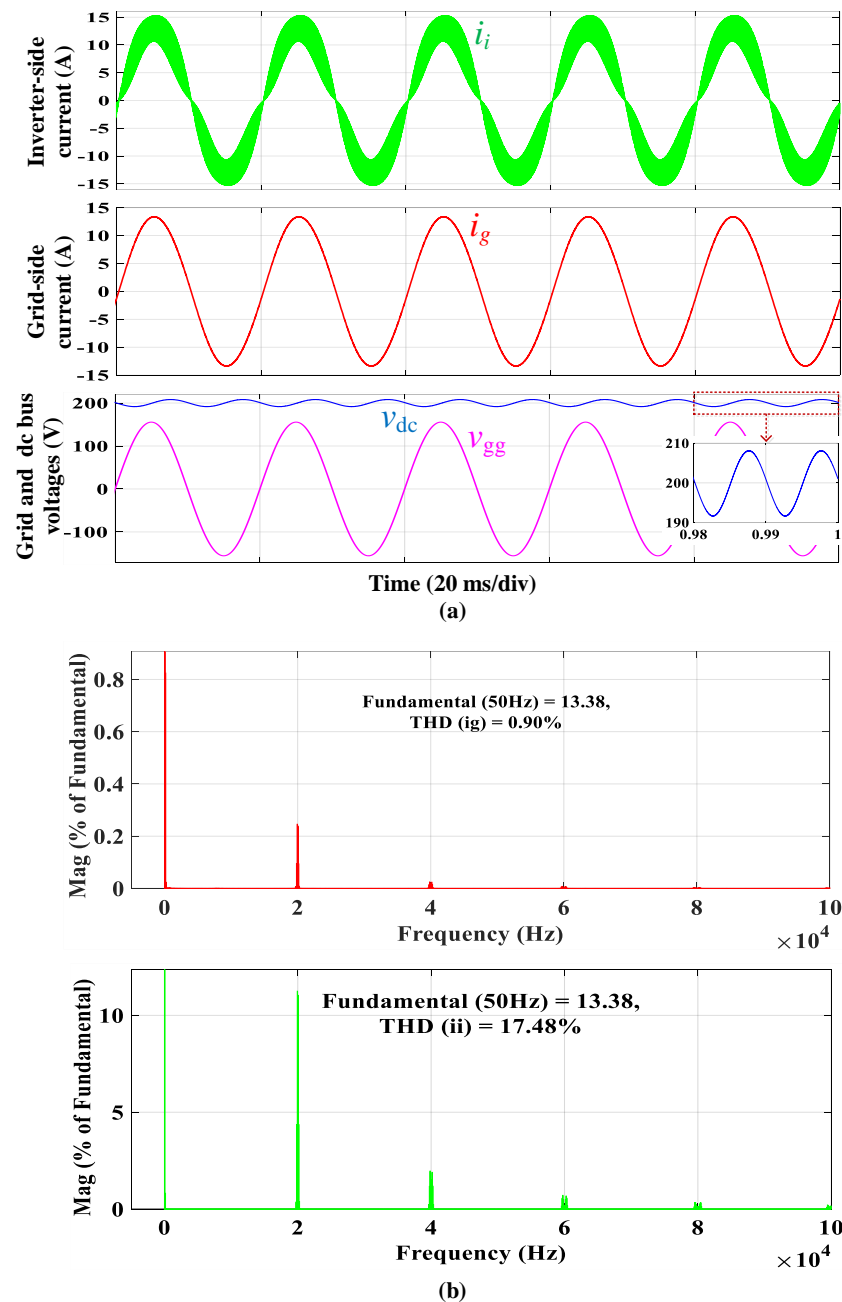 Inverter-side
current (A)
15
10
5
0
-5
-10
-15
i_i
Grid-side
current (A)
15
10
5
0
-5
-10
-15
i_g
Grid and dc bus
voltages (V)
200
100
0
-100
v_dc
v_gg
210
200
190
0.98
0.99
1
Time (20 ms/div)
(a)
Mag (% of Fundamental)
0.8
0.6
0.4
0.2
0
Fundamental (50Hz) = 13.38,
THD (ig) = 0.90%
0 2 4 6 8 10
Frequency (Hz)
×10^4
Mag (% of Fundamental)
10
5
0
Fundamental (50Hz) = 13.38,
THD (ii) = 17.48%
0 2 4 6 8 10
Frequency (Hz)
×10^4
(b)